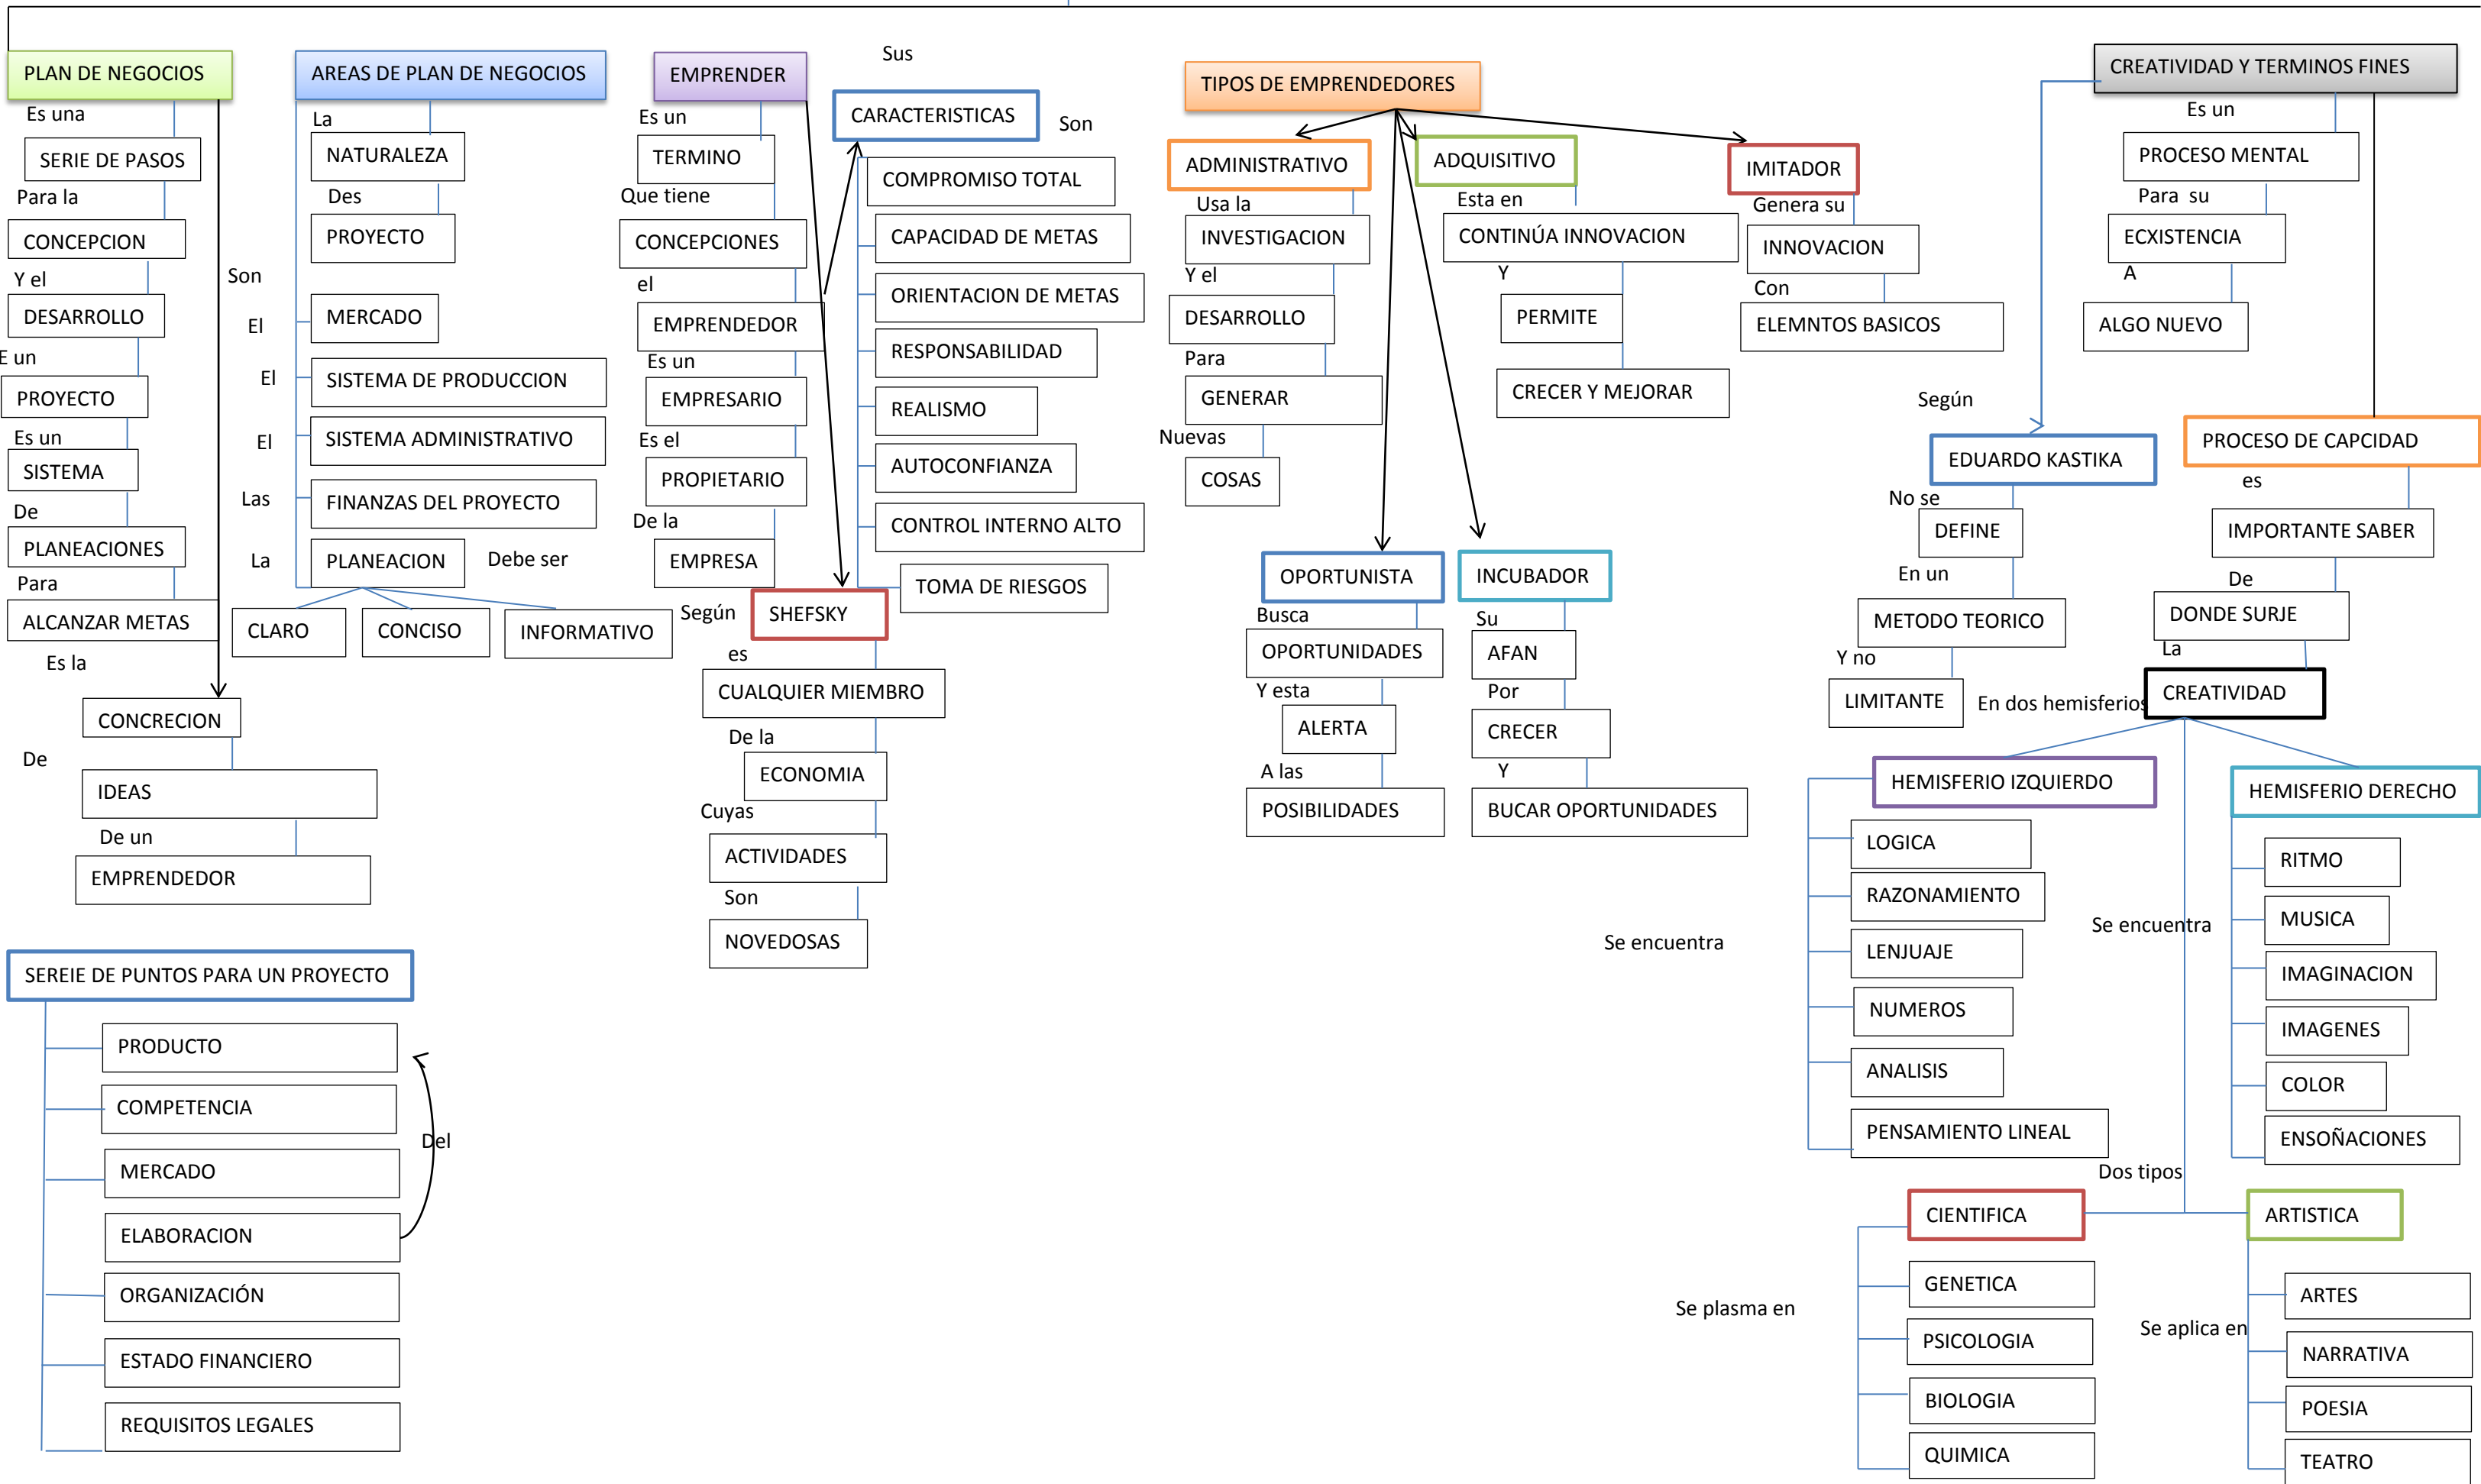 PLAN DE NEGOCIOS
Es una
SERIE DE PASOS
Para la
CONCEPCION
Y el
DESARROLLO
E un
PROYECTO
Es un
SISTEMA
De
PLANEACIONES
Para
ALCANZAR METAS
Es la
CONCRECION
De
IDEAS
De un
EMPRENDEDOR
SEREIE DE PUNTOS PARA UN PROYECTO
PRODUCTO
COMPETENCIA
Del
MERCADO
ELABORACION
ORGANIZACIÓN
ESTADO FINANCIERO
REQUISITOS LEGALES
AREAS DE PLAN DE NEGOCIOS
La
NATURALEZA
Des
PROYECTO
Son
El
MERCADO
El
SISTEMA DE PRODUCCION
El
SISTEMA ADMINISTRATIVO
Las
FINANZAS DEL PROYECTO
La
PLANEACION
Debe ser
CLARO
CONCISO
INFORMATIVO
EMPRENDER
Es un
TERMINO
Que tiene
CONCEPCIONES
el
EMPRENDEDOR
Es un
EMPRESARIO
Es el
PROPIETARIO
De la
EMPRESA
Según
SHEFSKY
es
CUALQUIER MIEMBRO
De la
ECONOMIA
Cuyas
ACTIVIDADES
Son
NOVEDOSAS
Sus
CARACTERISTICAS
Son
COMPROMISO TOTAL
CAPACIDAD DE METAS
ORIENTACION DE METAS
RESPONSABILIDAD
REALISMO
AUTOCONFIANZA
CONTROL INTERNO ALTO
TOMA DE RIESGOS
TIPOS DE EMPRENDEDORES
ADMINISTRATIVO
Usa la
INVESTIGACION
Y el
DESARROLLO
Para
GENERAR
Nuevas
COSAS
ADQUISITIVO
Esta en
CONTINÚA INNOVACION
Y
PERMITE
CRECER Y MEJORAR
IMITADOR
Genera su
INNOVACION
Con
ELEMNTOS BASICOS
OPORTUNISTA
Busca
OPORTUNIDADES
Y esta
ALERTA
A las
POSIBILIDADES
INCUBADOR
Su
AFAN
Por
CRECER
Y
BUCAR OPORTUNIDADES
CREATIVIDAD Y TERMINOS FINES
Es un
PROCESO MENTAL
Para su
ECXISTENCIA
A
ALGO NUEVO
Según
EDUARDO KASTIKA
No se
DEFINE
En un
METODO TEORICO
Y no
LIMITANTE
PROCESO DE CAPCIDAD
es
IMPORTANTE SABER
De
DONDE SURJE
La
CREATIVIDAD
En dos hemisferios
HEMISFERIO IZQUIERDO
Se encuentra
LOGICA
RAZONAMIENTO
LENJUAJE
NUMEROS
ANALISIS
PENSAMIENTO LINEAL
HEMISFERIO DERECHO
Se encuentra
RITMO
MUSICA
IMAGINACION
IMAGENES
COLOR
ENSOÑACIONES
Dos tipos
CIENTIFICA
Se plasma en
GENETICA
PSICOLOGIA
BIOLOGIA
QUIMICA
ARTISTICA
Se aplica en
ARTES
NARRATIVA
POESIA
TEATRO